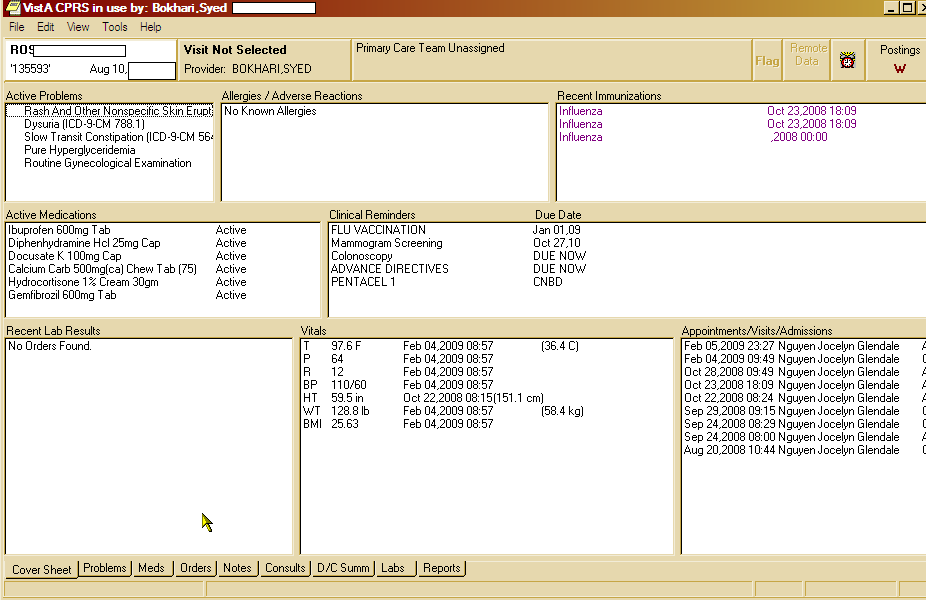 VistA CPRS in use by: Bokhari,Syed
File Edit View Tools Help
ROS
'135593' Aug 10,
Visit Not Selected
Provider: BOKHARI,SYED
Primary Care Team Unassigned
Flag
Remote Data
Postings
W
Active Problems
Rash And Other Nonspecific Skin Erupt
Dysuria (ICD-9-CM 788.1)
Slow Transit Constipation (ICD-9-CM 564
Pure Hyperglyceridemia
Routine Gynecological Examination
Allergies / Adverse Reactions
No Known Allergies
Recent Immunizations
Influenza Oct 23,2008 18:09
Influenza Oct 23,2008 18:09
Influenza ,2008 00:00
Active Medications
Ibuprofen 600mg Tab Active
Diphenhydramine Hcl 25mg Cap Active
Docusate K 100mg Cap Active
Calcium Carb 500mg(ca) Chew Tab (75) Active
Hydrocortisone 1% Cream 30gm Active
Gemfibrozil 600mg Tab Active
Clinical Reminders Due Date
FLU VACCINATION Jan 01,09
Mammogram Screening Oct 27,10
Colonoscopy DUE NOW
ADVANCE DIRECTIVES DUE NOW
PENTACEL 1 CNBD
Recent Lab Results
No Orders Found.
Vitals
T 97.6 F Feb 04,2009 08:57 (36.4 C)
P 64 Feb 04,2009 08:57
R 12 Feb 04,2009 08:57
BP 110/60 Feb 04,2009 08:57
HT 59.5 in Oct 22,2008 08:15(151.1 cm)
WT 128.8 lb Feb 04,2009 08:57 (58.4 kg)
BMI 25.63 Feb 04,2009 08:57
Appointments/Visits/Admissions
Feb 05,2009 23:27 Nguyen Jocelyn Glendale
Feb 04,2009 09:49 Nguyen Jocelyn Glendale
Oct 28,2008 09:49 Nguyen Jocelyn Glendale
Oct 23,2008 18:09 Nguyen Jocelyn Glendale
Oct 22,2008 08:24 Nguyen Jocelyn Glendale
Sep 29,2008 09:15 Nguyen Jocelyn Glendale
Sep 24,2008 08:29 Nguyen Jocelyn Glendale
Sep 24,2008 08:00 Nguyen Jocelyn Glendale
Aug 20,2008 10:44 Nguyen Jocelyn Glendale
Cover Sheet Problems Meds Orders Notes Consults D/C Summ Labs Reports